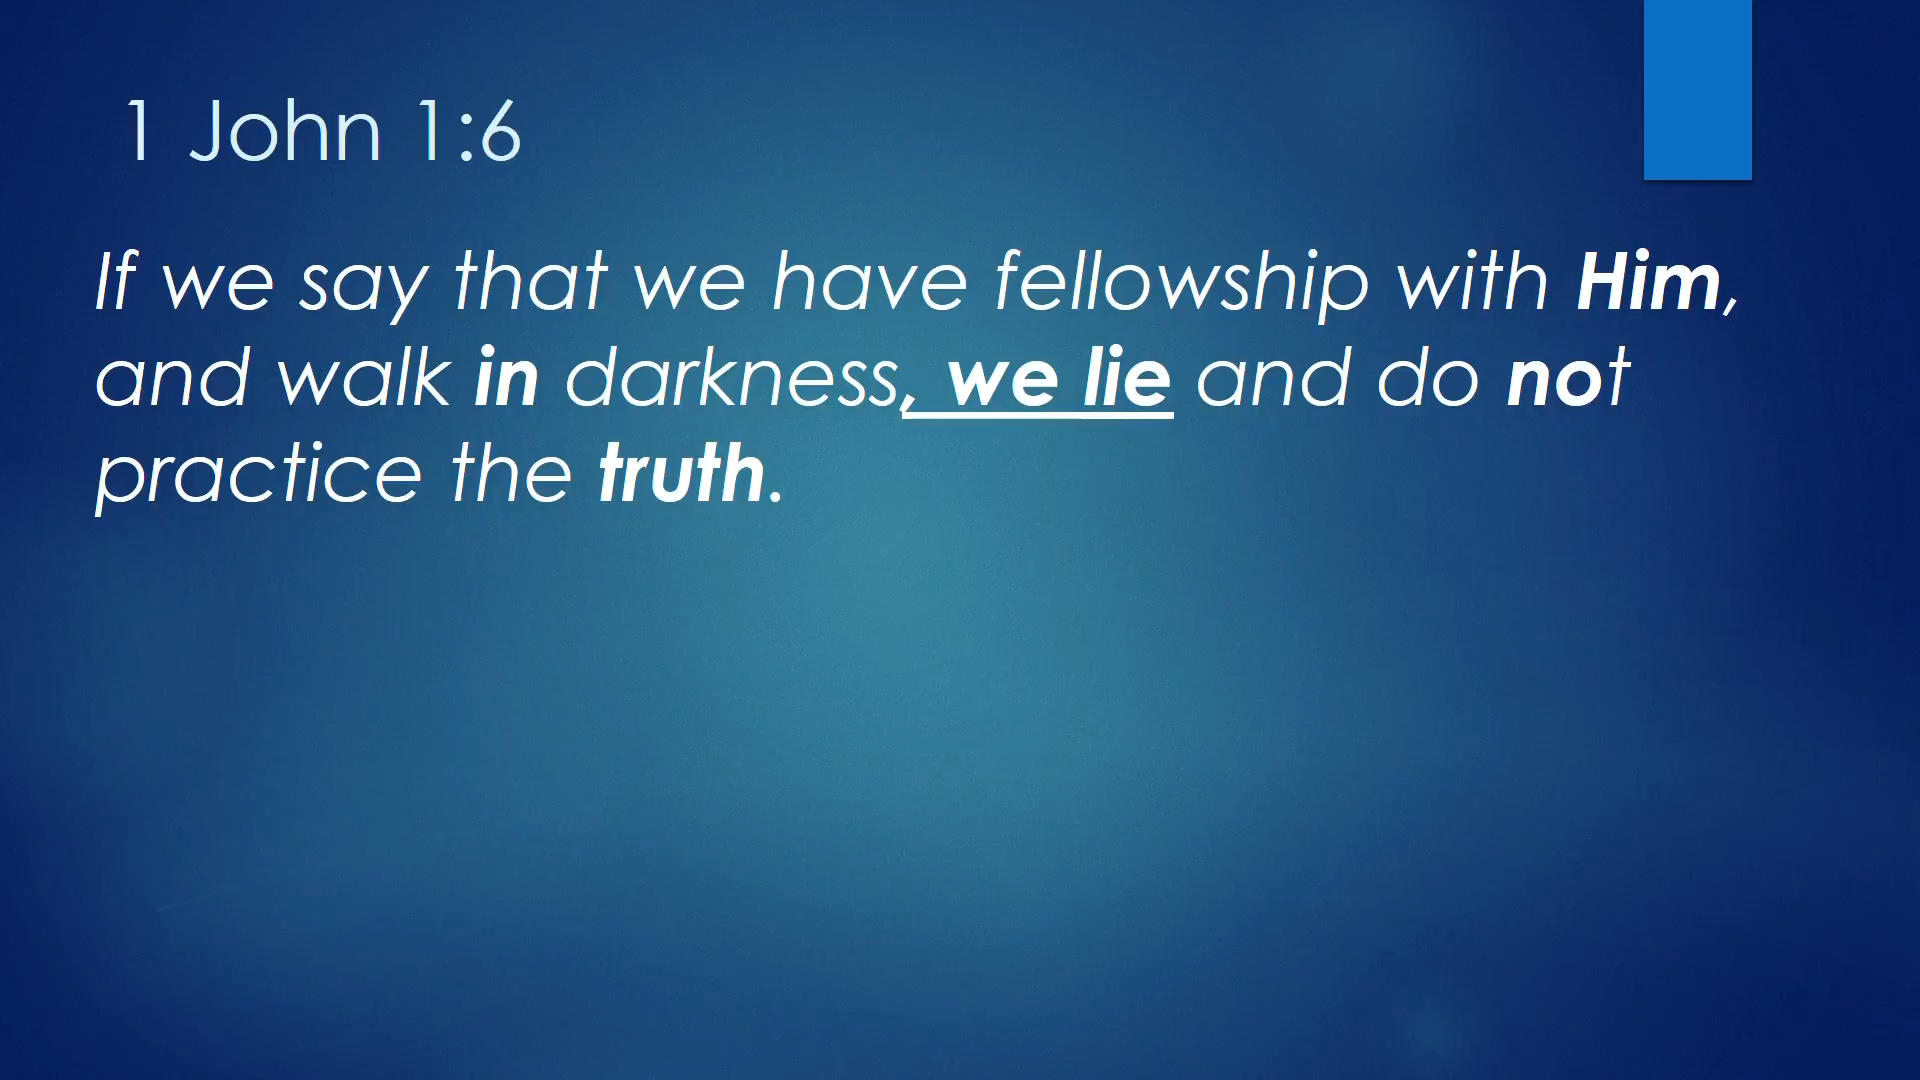 1 John 1:6
If we say that we have fellowship with Him,
and walk in darkness, we lie and do not
practice the truth.